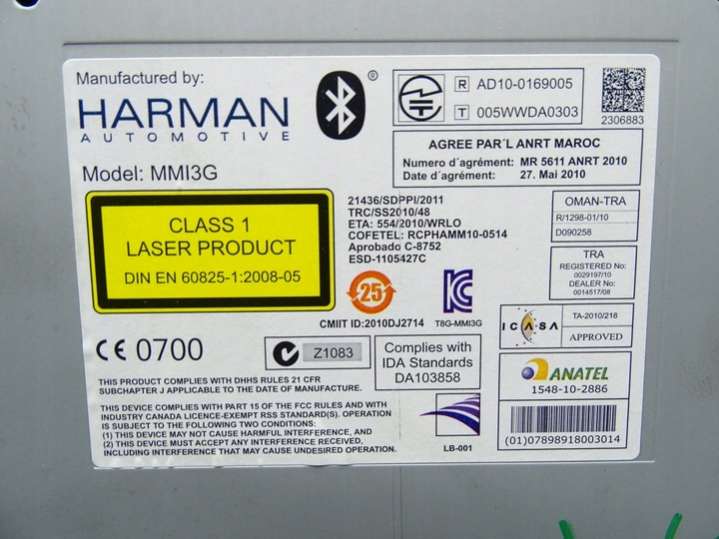 Manufactured by:
HARMAN
AUTOMOTIVE
Model: MMI3G
®
R AD10-0169005
T 005WWDA0303
2306883
AGREE PAR´L ANRT MAROC
Numero d´agrément: MR 5611 ANRT 2010
Date d´agrément: 27. Mai 2010
CLASS 1
LASER PRODUCT
DIN EN 60825-1:2008-05
21436/SDPPI/2011
TRC/SS2010/48
ETA: 554/2010/WRLO
COFETEL: RCPHAMM10-0514
Aprobado C-8752
ESD-1105427C
OMAN-TRA
R/1298-01/10
D090258
TRA
REGISTERED No:
0029197/10
DEALER No:
0014517/08
25
CMIIT ID:2010DJ2714
T8G-MMI3G
ICASA
TA-2010/218
APPROVED
CE 0700
Z1083
Complies with
IDA Standards
DA103858
ANATEL
1548-10-2886
THIS PRODUCT COMPLIES WITH DHHS RULES 21 CFR
SUBCHAPTER J APPLICABLE TO THE DATE OF MANUFACTURE.
THIS DEVICE COMPLIES WITH PART 15 OF THE FCC RULES AND WITH
INDUSTRY CANADA LICENCE-EXEMPT RSS STANDARD(S). OPERATION
IS SUBJECT TO THE FOLLOWING TWO CONDITIONS:
(1) THIS DEVICE MAY NOT CAUSE HARMFUL INTERFERENCE, AND
(2) THIS DEVICE MUST ACCEPT ANY INTERFERENCE RECEIVED,
INCLUDING INTERFERENCE THAT MAY CAUSE UNDESIRED OPERATION.
LB-001
(01)07898918003014